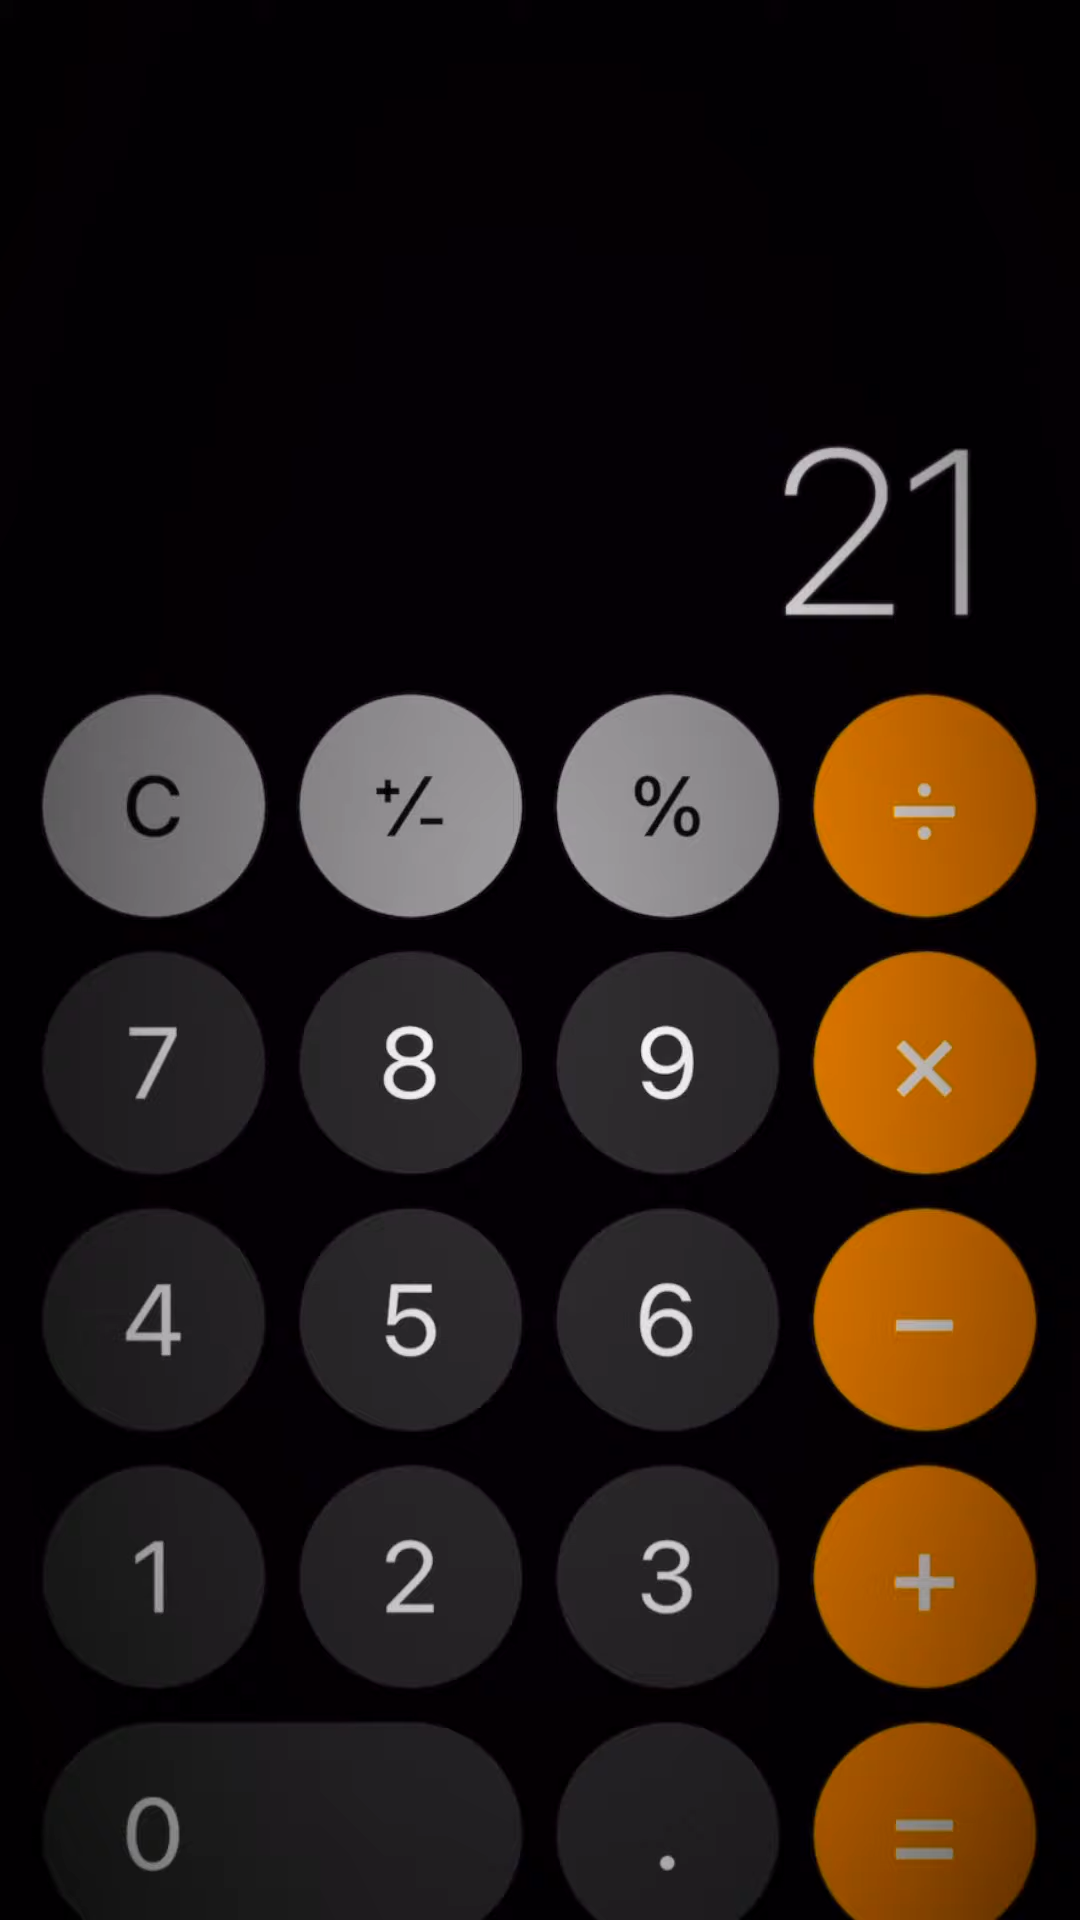 21
C ⁺/₋ % ÷
7 8 9 ×
4 5 6 −
1 2 3 +
0 . =